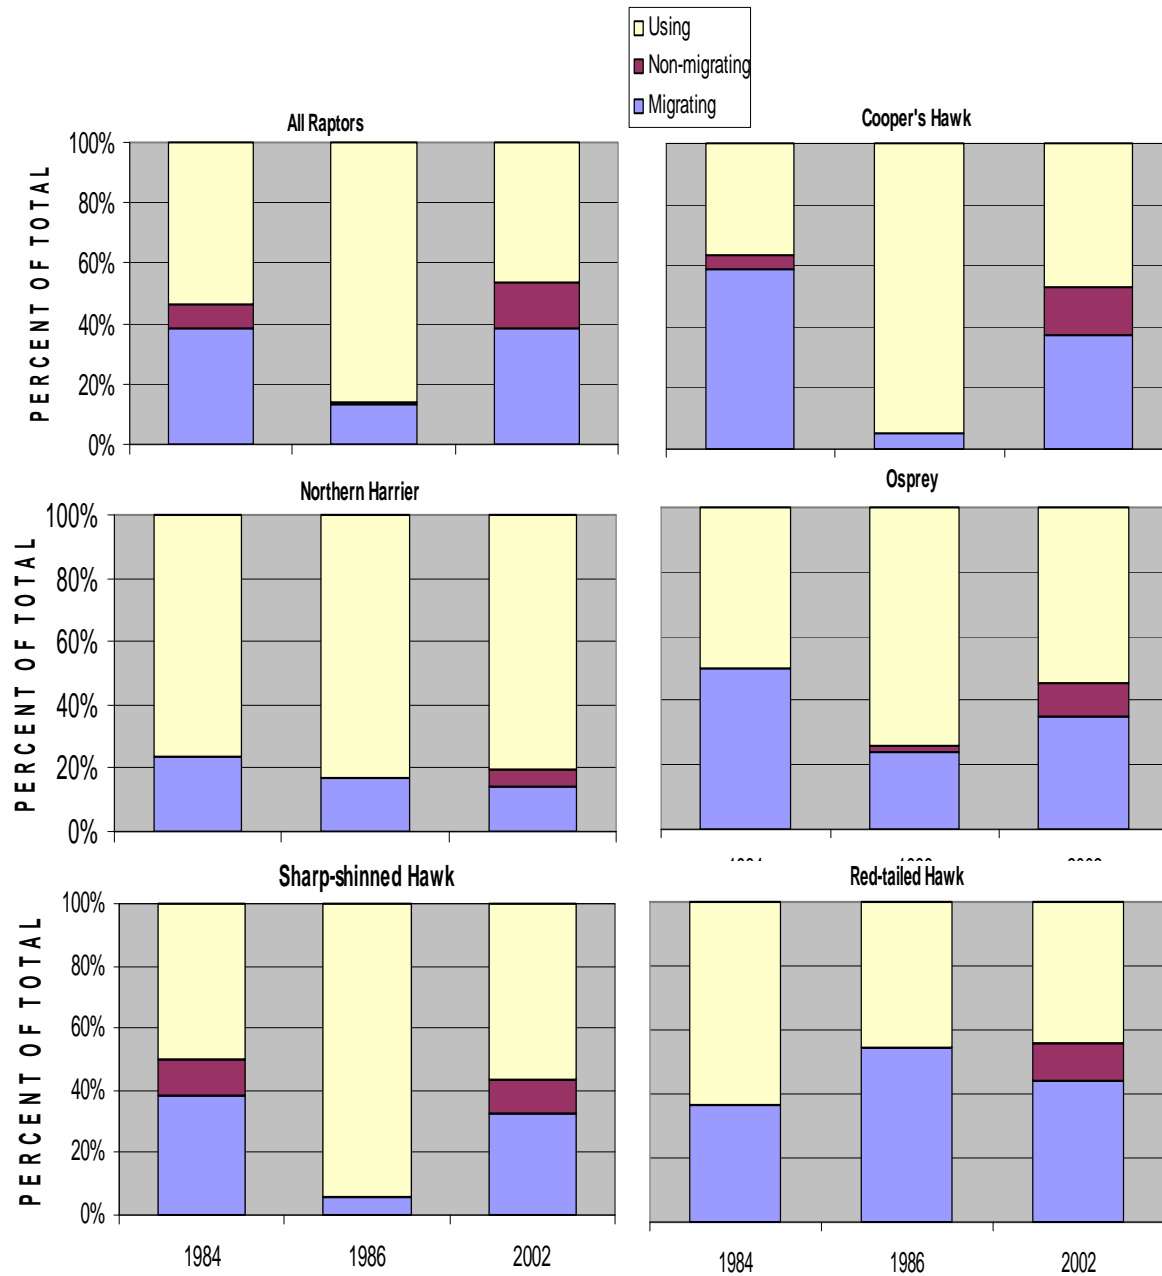 Using
Non-migrating
Migrating
All Raptors
Cooper's Hawk
100%
80%
60%
40%
20%
0%
PERCENT OF TOTAL
Northern Harrier
Osprey
100%
80%
60%
40%
20%
0%
PERCENT OF TOTAL
Sharp-shinned Hawk
Red-tailed Hawk
100%
80%
60%
40%
20%
0%
PERCENT OF TOTAL
1984 1986 2002
1984 1986 2002